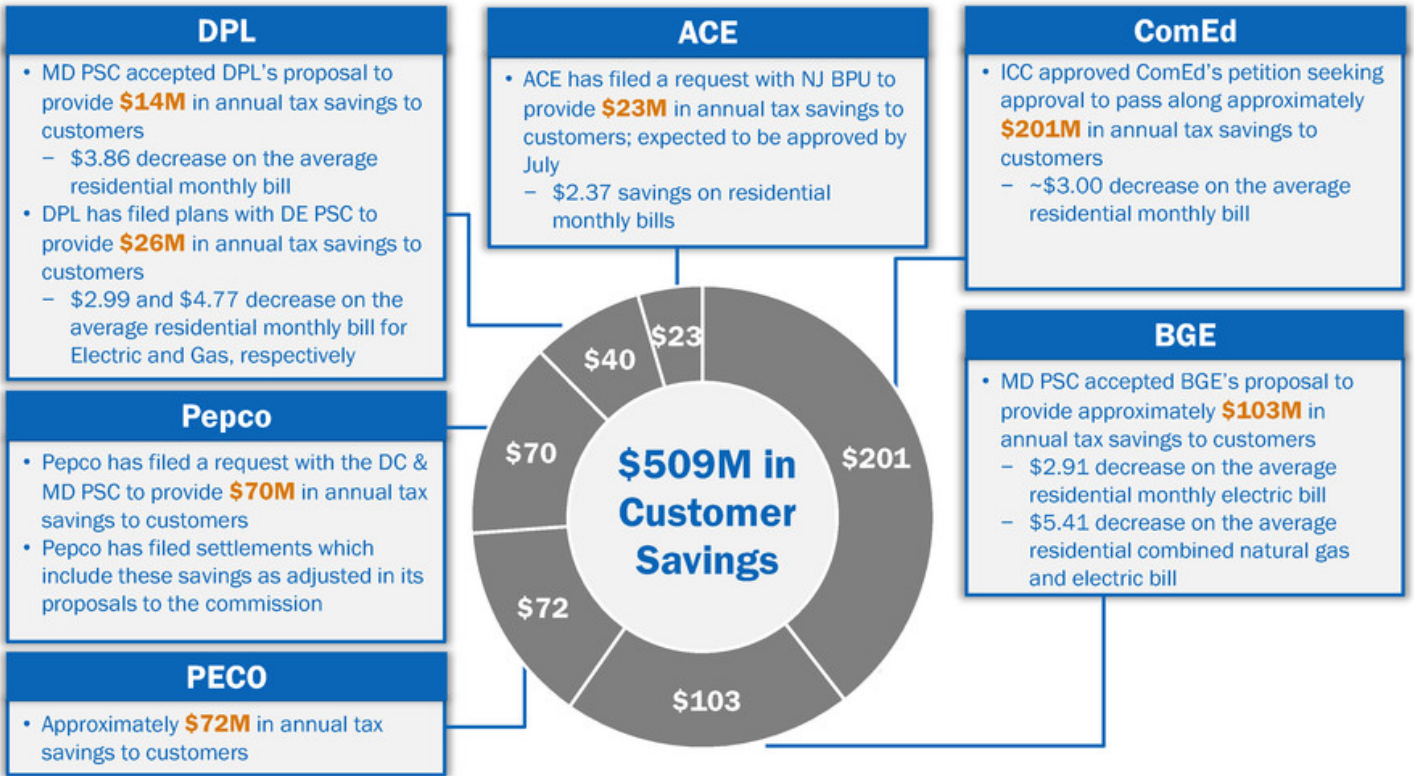 DPL
• MD PSC accepted DPL's proposal to
provide $14M in annual tax savings to
customers
– $3.86 decrease on the average
residential monthly bill
• DPL has filed plans with DE PSC to
provide $26M in annual tax savings to
customers
– $2.99 and $4.77 decrease on the
average residential monthly bill for
Electric and Gas, respectively
ACE
• ACE has filed a request with NJ BPU to
provide $23M in annual tax savings to
customers; expected to be approved by
July
– $2.37 savings on residential
monthly bills
ComEd
• ICC approved ComEd's petition seeking
approval to pass along approximately
$201M in annual tax savings to
customers
– ~$3.00 decrease on the average
residential monthly bill
Pepco
• Pepco has filed a request with the DC &
MD PSC to provide $70M in annual tax
savings to customers
• Pepco has filed settlements which
include these savings as adjusted in its
proposals to the commission
PECO
• Approximately $72M in annual tax
savings to customers
$23
$40
$70
$72
$103
$201
$509M in
Customer
Savings
BGE
• MD PSC accepted BGE's proposal to
provide approximately $103M in
annual tax savings to customers
– $2.91 decrease on the average
residential monthly electric bill
– $5.41 decrease on the average
residential combined natural gas
and electric bill